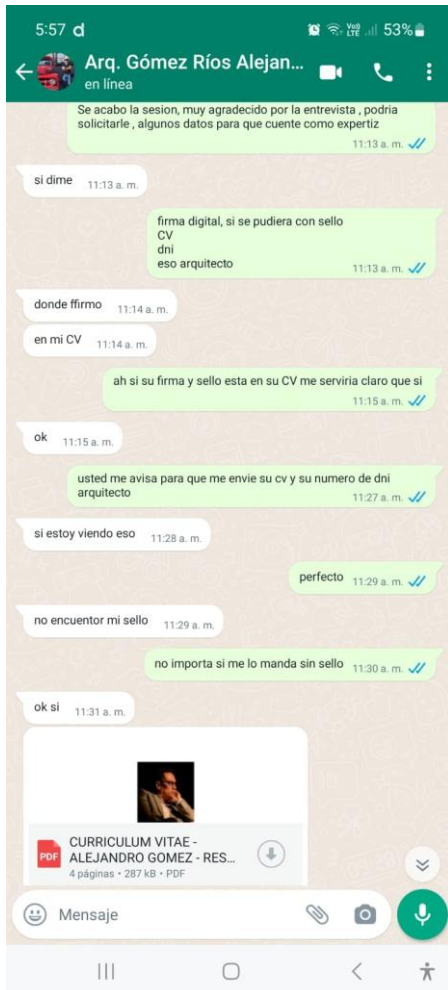 5:57 d
53%
Arq. Gómez Ríos Alejan...
en línea
Se acabo la sesion, muy agradecido por la entrevista , podria
solicitarle , algunos datos para que cuente como expertiz
11:13 a. m.
si dime 11:13 a. m.
firma digital, si se pudiera con sello
CV
dni
eso arquitecto
11:13 a. m.
donde ffirmo 11:14 a. m.
en mi CV 11:14 a. m.
ah si su firma y sello esta en su CV me serviria claro que si
11:15 a. m.
ok 11:15 a. m.
usted me avisa para que me envie su cv y su numero de dni
arquitecto
11:27 a. m.
si estoy viendo eso 11:28 a. m.
perfecto 11:29 a. m.
no encuentor mi sello 11:29 a. m.
no importa si me lo manda sin sello 11:30 a. m.
ok si 11:31 a. m.
PDF
CURRICULUM VITAE -
ALEJANDRO GOMEZ - RES...
4 páginas • 287 kB • PDF
Mensaje